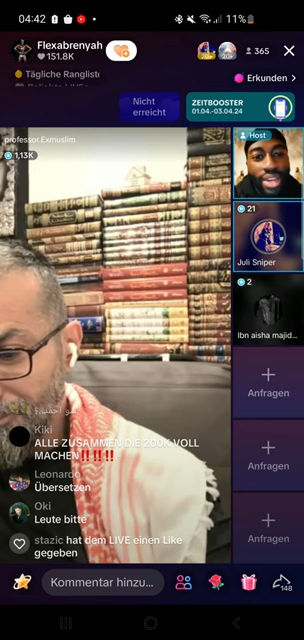 04:42
11%
Flexabrenyah
151.8K
365
Tägliche Ranglist
Erkunden >
Nicht
erreicht
ZEITBOOSTER
01.04.-03.04.24
professor.Exmuslim
1,13K
Host
21
Juli Sniper
2
Ibn aisha majid...
Anfragen
Anfragen
Anfragen
Kiki
ALLE ZUSAMMEN DIE 200K VOLL
MACHEN‼️‼️‼️
Leonardo
Übersetzen
Oki
Leute bitte
stazic hat dem LIVE einen Like
gegeben
Kommentar hinzu...
148